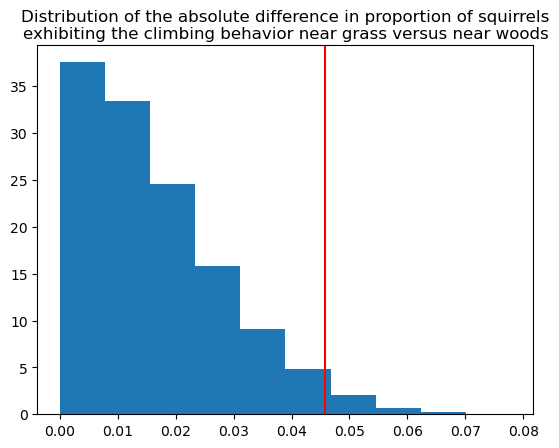 Distribution of the absolute difference in proportion of squirrels
exhibiting the climbing behavior near grass versus near woods
35
30
25
20
15
10
5
0
0.00 0.01 0.02 0.03 0.04 0.05 0.06 0.07 0.08